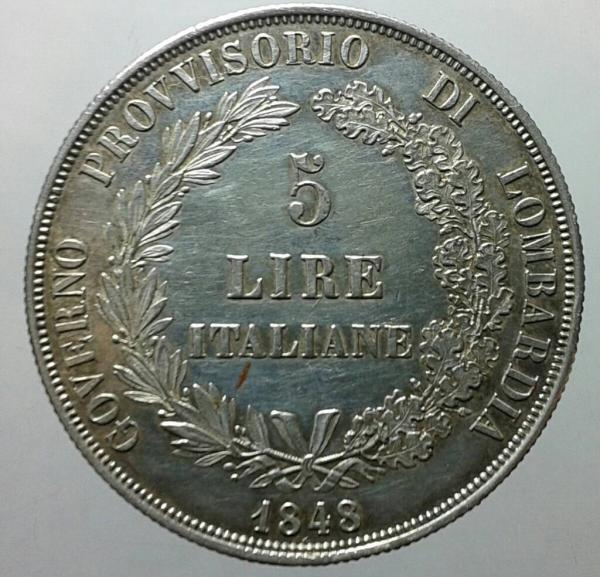 GOVERNO PROVVISORIO DI LOMBARDIA
5
LIRE
ITALIANE
1848